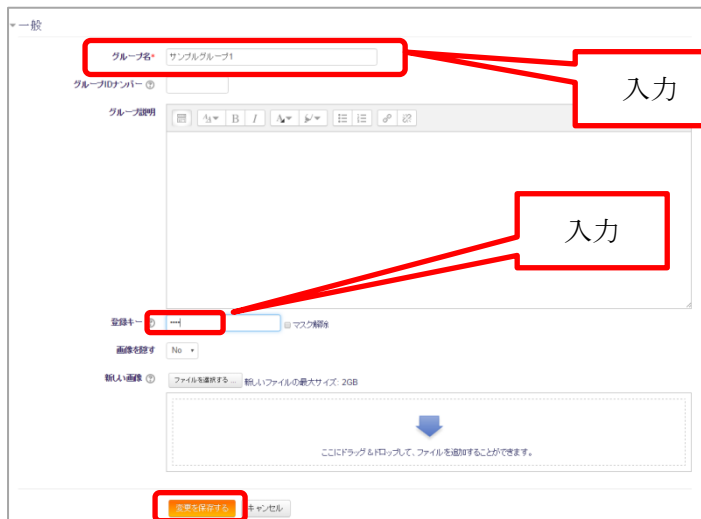 一般
グループ名* サンプルグループ1
入力
グループIDナンバー
グループ説明
B I
入力
登録キー •••• マスク解除
画像を隠す No
新しい画像 ファイルを選択する ... 新しいファイルの最大サイズ: 2GB
ここにドラッグ&ドロップして、ファイルを追加することができます。
変更を保存する キャンセル